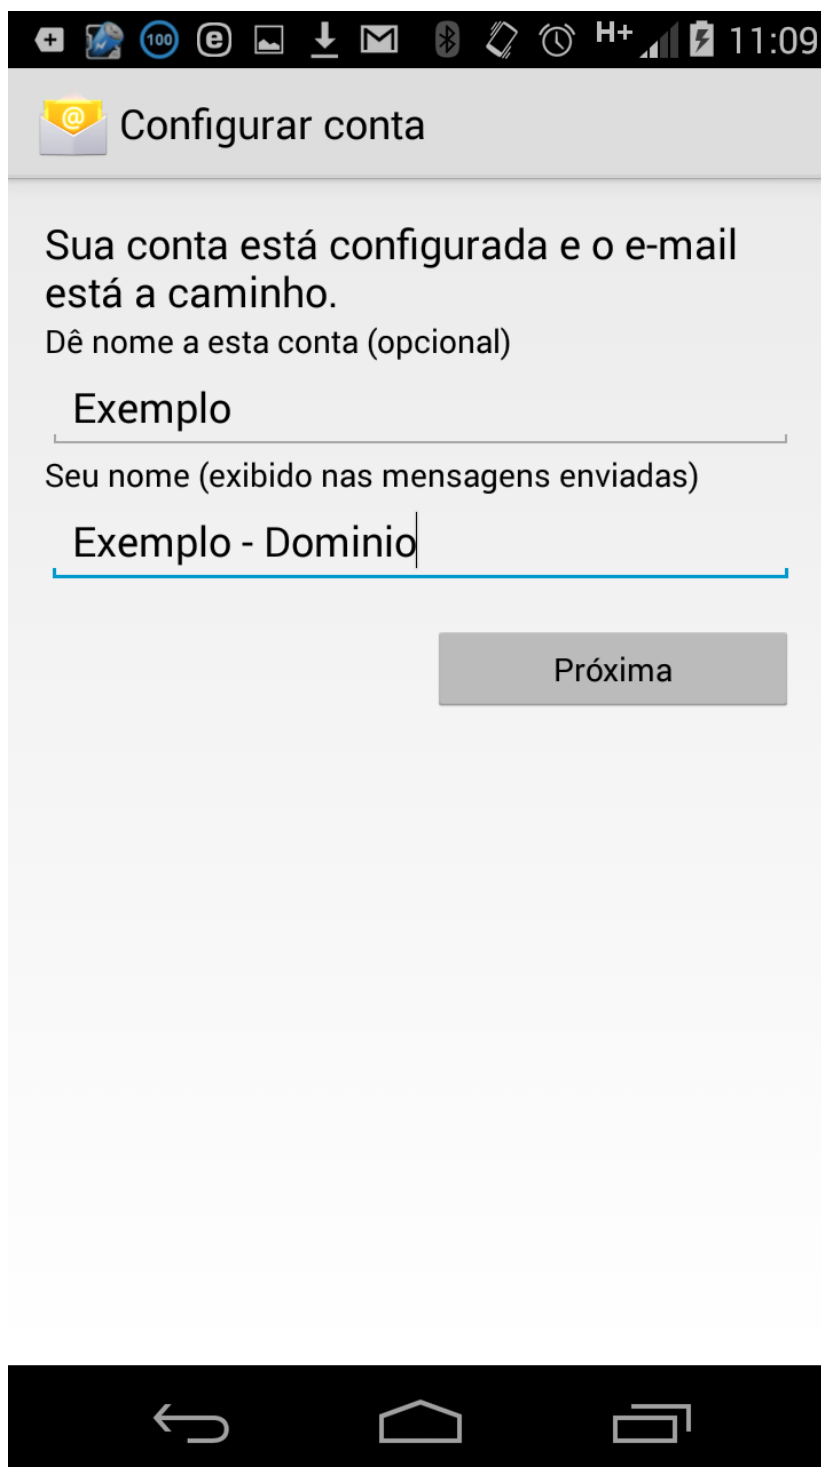 100 e H+ 11:09
@ Configurar conta
Sua conta está configurada e o e-mail
está a caminho.
Dê nome a esta conta (opcional)
Exemplo
Seu nome (exibido nas mensagens enviadas)
Exemplo - Dominio
Próxima